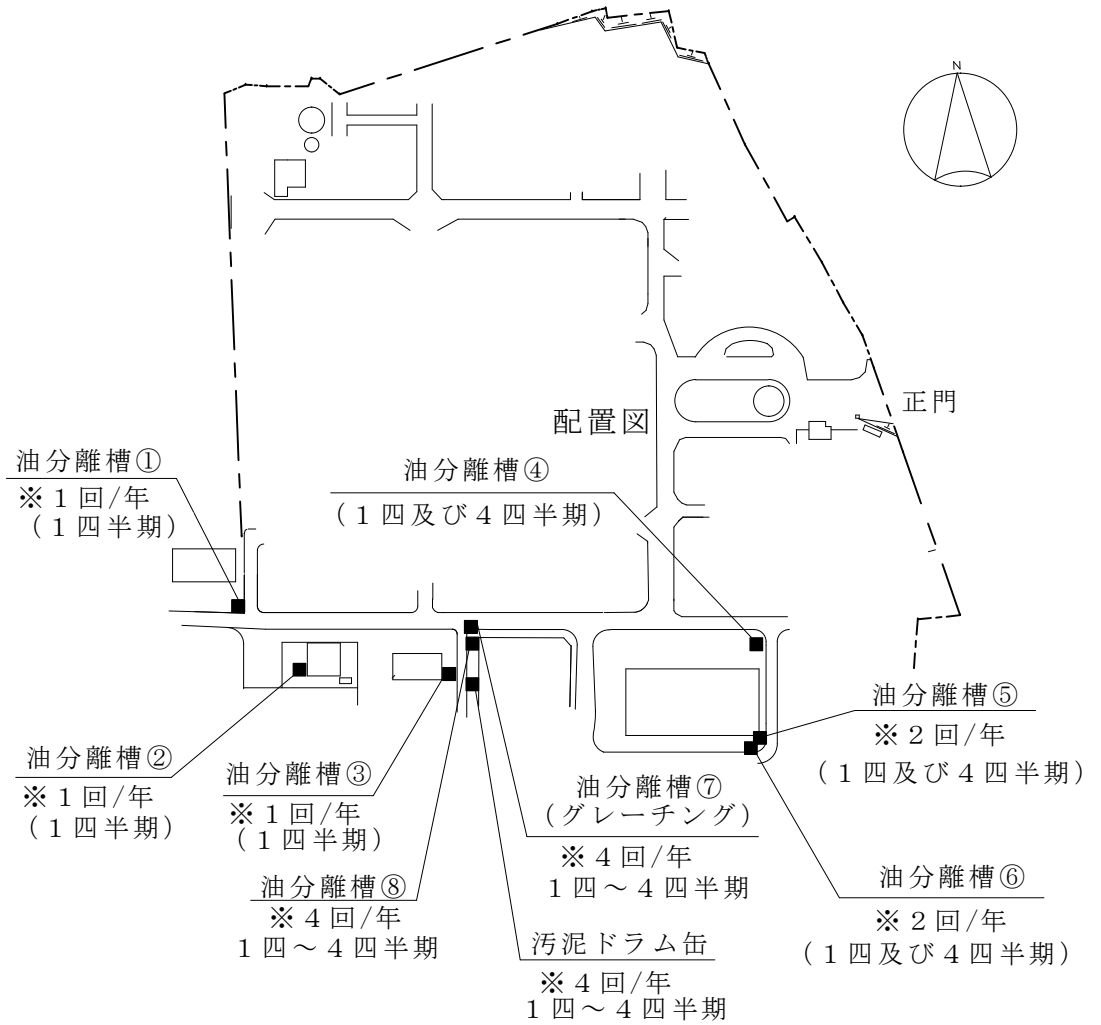 N
正門
配置図
油分離槽①
※１回/年
（１四半期）
油分離槽④
（１四及び４四半期）
油分離槽⑤
※２回/年
（１四及び４四半期）
油分離槽②
※１回/年
（１四半期）
油分離槽③
※１回/年
（１四半期）
油分離槽⑦
（グレーチング）
※４回/年
１四～４四半期
油分離槽⑧
※４回/年
１四～４四半期
油分離槽⑥
※２回/年
（１四及び４四半期）
汚泥ドラム缶
※４回/年
１四～４四半期